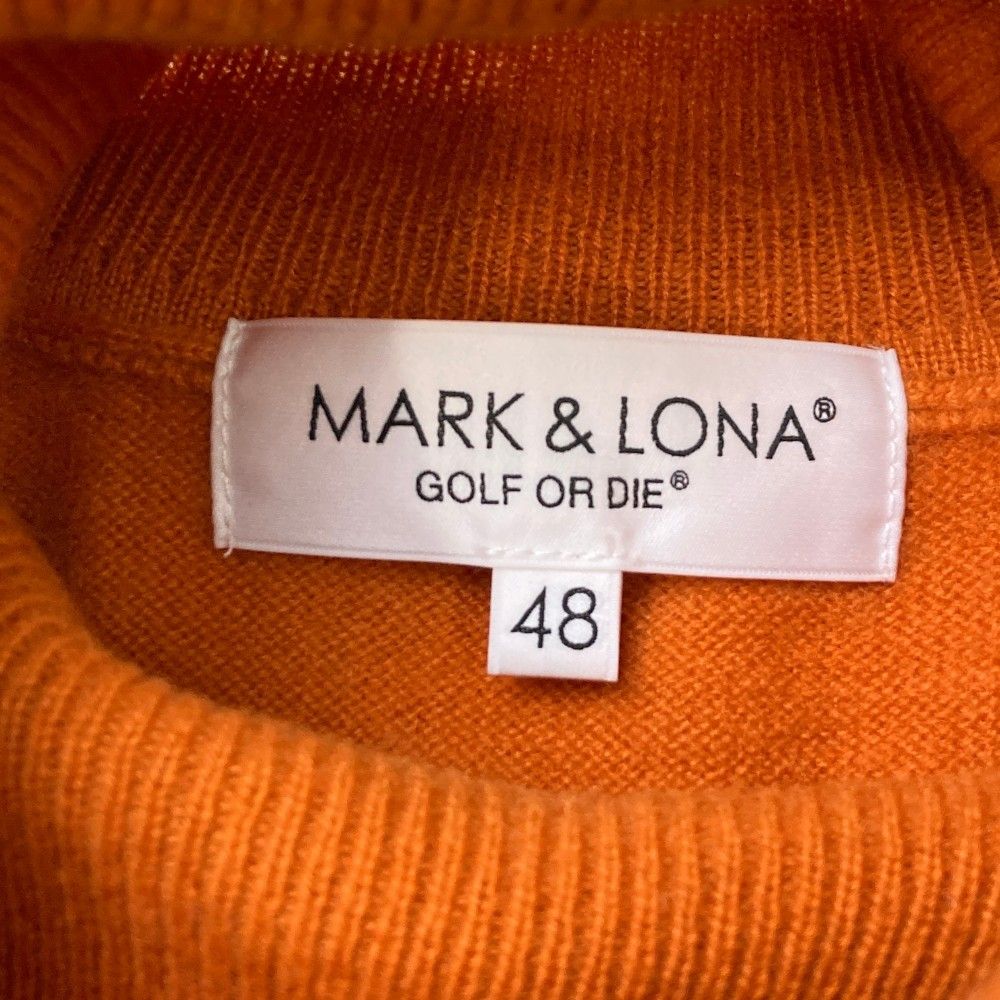 MARK & LONA®
GOLF OR DIE®
48